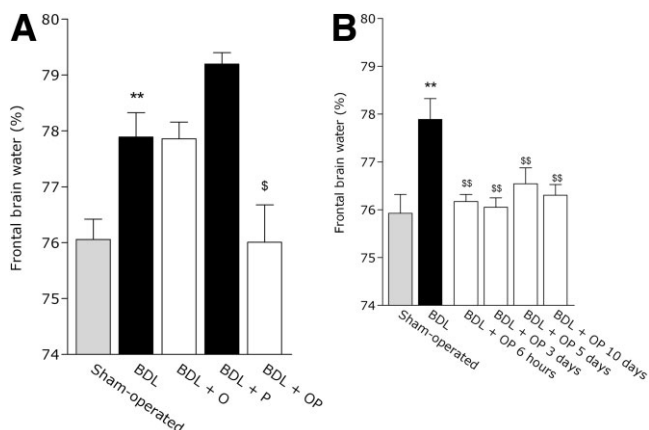 A
Frontal brain water (%)
80
79
78
77
76
75
74
**
$
Sham-operated
BDL
BDL + O
BDL + P
BDL + OP
B
Frontal brain water (%)
80
79
78
77
76
75
74
**
$$
$$
$$
$$
Sham-operated
BDL
BDL + OP 6 hours
BDL + OP 3 days
BDL + OP 5 days
BDL + OP 10 days